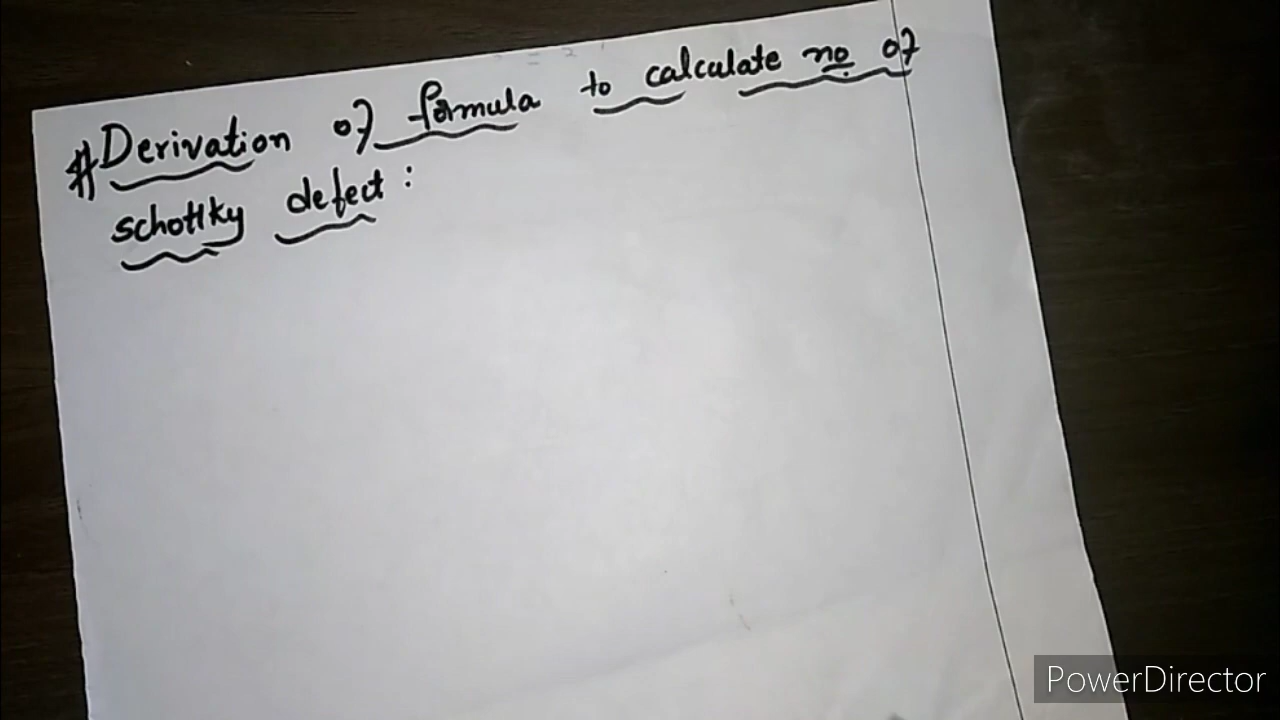 #Derivation of formula to calculate no of
schottky defect:
PowerDirector